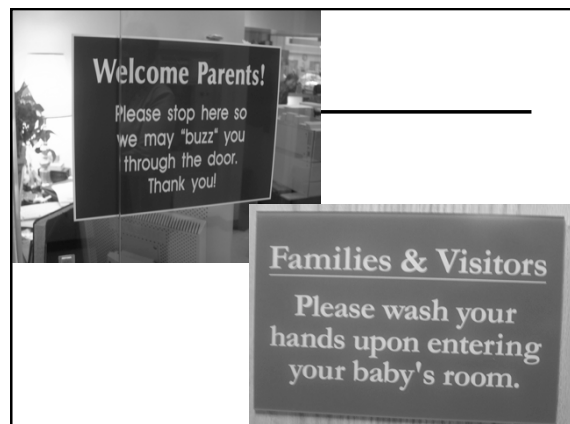 Welcome Parents!
Please stop here so
we may "buzz" you
through the door.
Thank you!
Families & Visitors
Please wash your
hands upon entering
your baby's room.